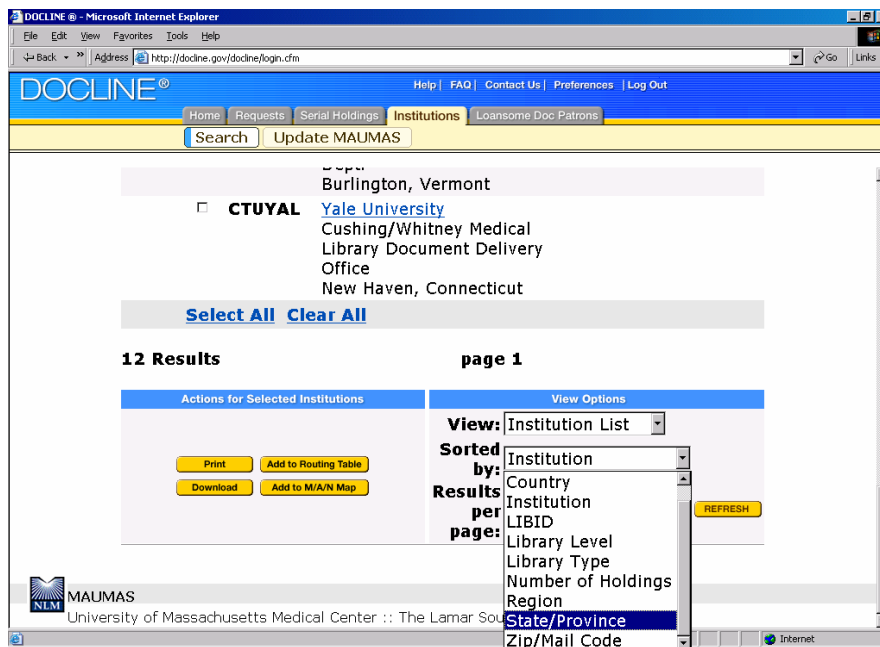 DOCLINE ® - Microsoft Internet Explorer
File Edit View Favorites Tools Help
Back » Address http://docline.gov/docline/login.cfm Go Links
DOCLINE®
Help | FAQ | Contact Us | Preferences | Log Out
Home Requests Serial Holdings Institutions Loansome Doc Patrons
Search Update MAUMAS
Dept.
Burlington, Vermont
CTUYAL Yale University
Cushing/Whitney Medical
Library Document Delivery
Office
New Haven, Connecticut
Select All Clear All
12 Results page 1
Actions for Selected Institutions View Options
View: Institution List
Sorted by: Institution
Print Add to Routing Table
Download Add to M/A/N Map
Results per page:
Country
Institution
LIBID
Library Level
Library Type
Number of Holdings
Region
State/Province
Zip/Mail Code
REFRESH
NLM MAUMAS
University of Massachusetts Medical Center :: The Lamar Sou
Internet